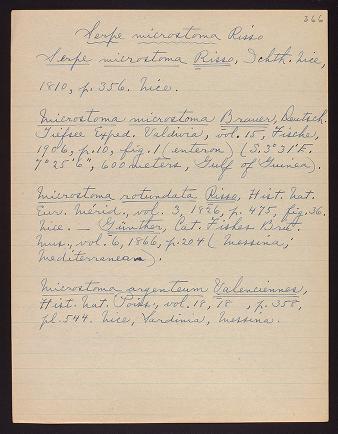 366
Serpe microstoma Risso
Serpe microstoma Risso, Ichth. Nice,
1810, p. 356. Nice.
Microstoma microstoma Brauer, Deutsch.
Tiefsee Exped. Valdivia, vol. 15, Fische,
1906, p. 10, fig. 1 (enteron) (S. 3° 31' E.
7° 25' 6", 600 meters, Gulf of Guinea).
Microstoma rotundata Risso, Hist. Nat.
Eur. Mérid., vol. 3, 1826, p. 475, fig. 36.
Nice. — Günther, Cat. Fishes Brit.
Mus., vol. 6, 1866, p. 204 (Messina;
Mediterranean).
Microstoma argenteum Valenciennes,
Hist. Nat. Poiss., vol. 18, 18 , p. 358,
pl. 544. Nice, Sardinia, Messina.